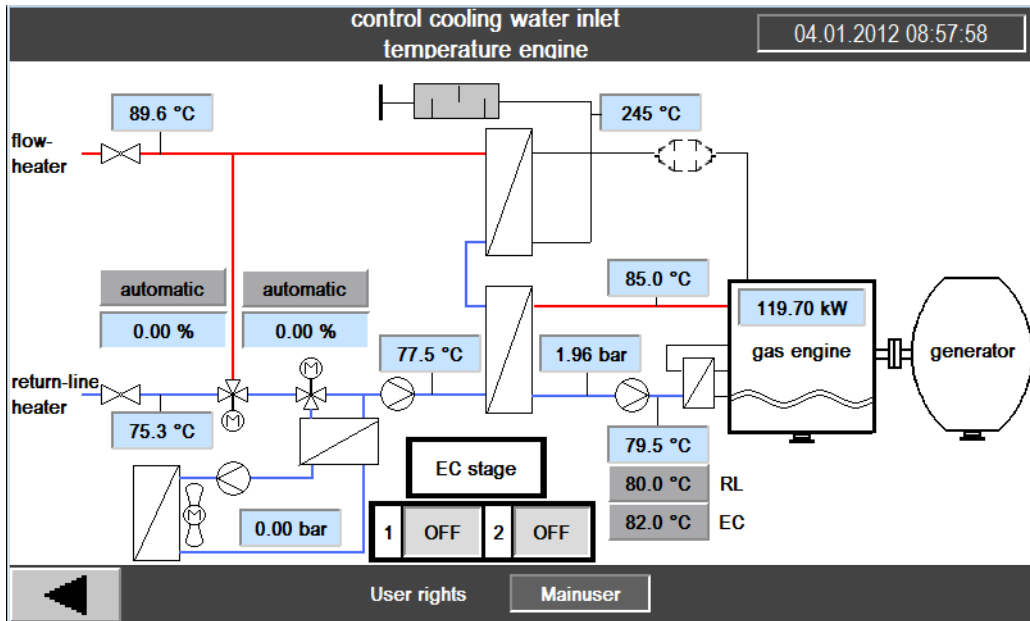 control cooling water inlet
temperature engine
04.01.2012 08:57:58
89.6 °C
245 °C
flow-
heater
automatic
automatic
85.0 °C
119.70 kW
0.00 %
0.00 %
77.5 °C
1.96 bar
gas engine
generator
return-line
heater
M
M
75.3 °C
79.5 °C
EC stage
80.0 °C RL
M
0.00 bar
1 OFF 2 OFF
82.0 °C EC
User rights
Mainuser